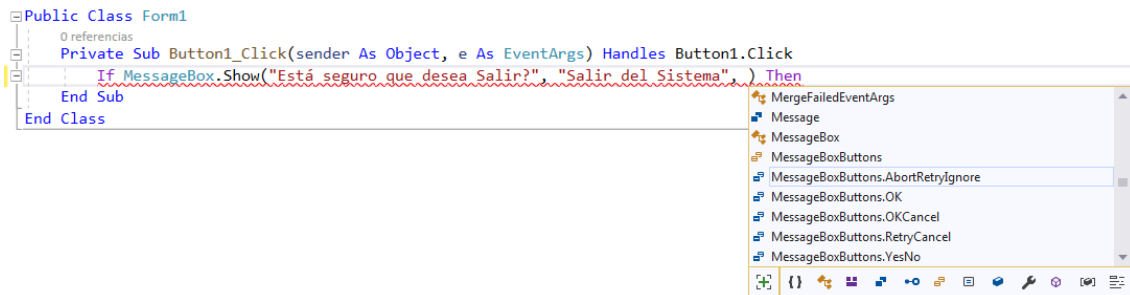 Public Class Form1
0 referencias
Private Sub Button1_Click(sender As Object, e As EventArgs) Handles Button1.Click
If MessageBox.Show("Está seguro que desea Salir?", "Salir del Sistema", ) Then
End Sub
End Class
MergeFailedEventArgs
Message
MessageBox
MessageBoxButtons
MessageBoxButtons.AbortRetryIgnore
MessageBoxButtons.OK
MessageBoxButtons.OKCancel
MessageBoxButtons.RetryCancel
MessageBoxButtons.YesNo